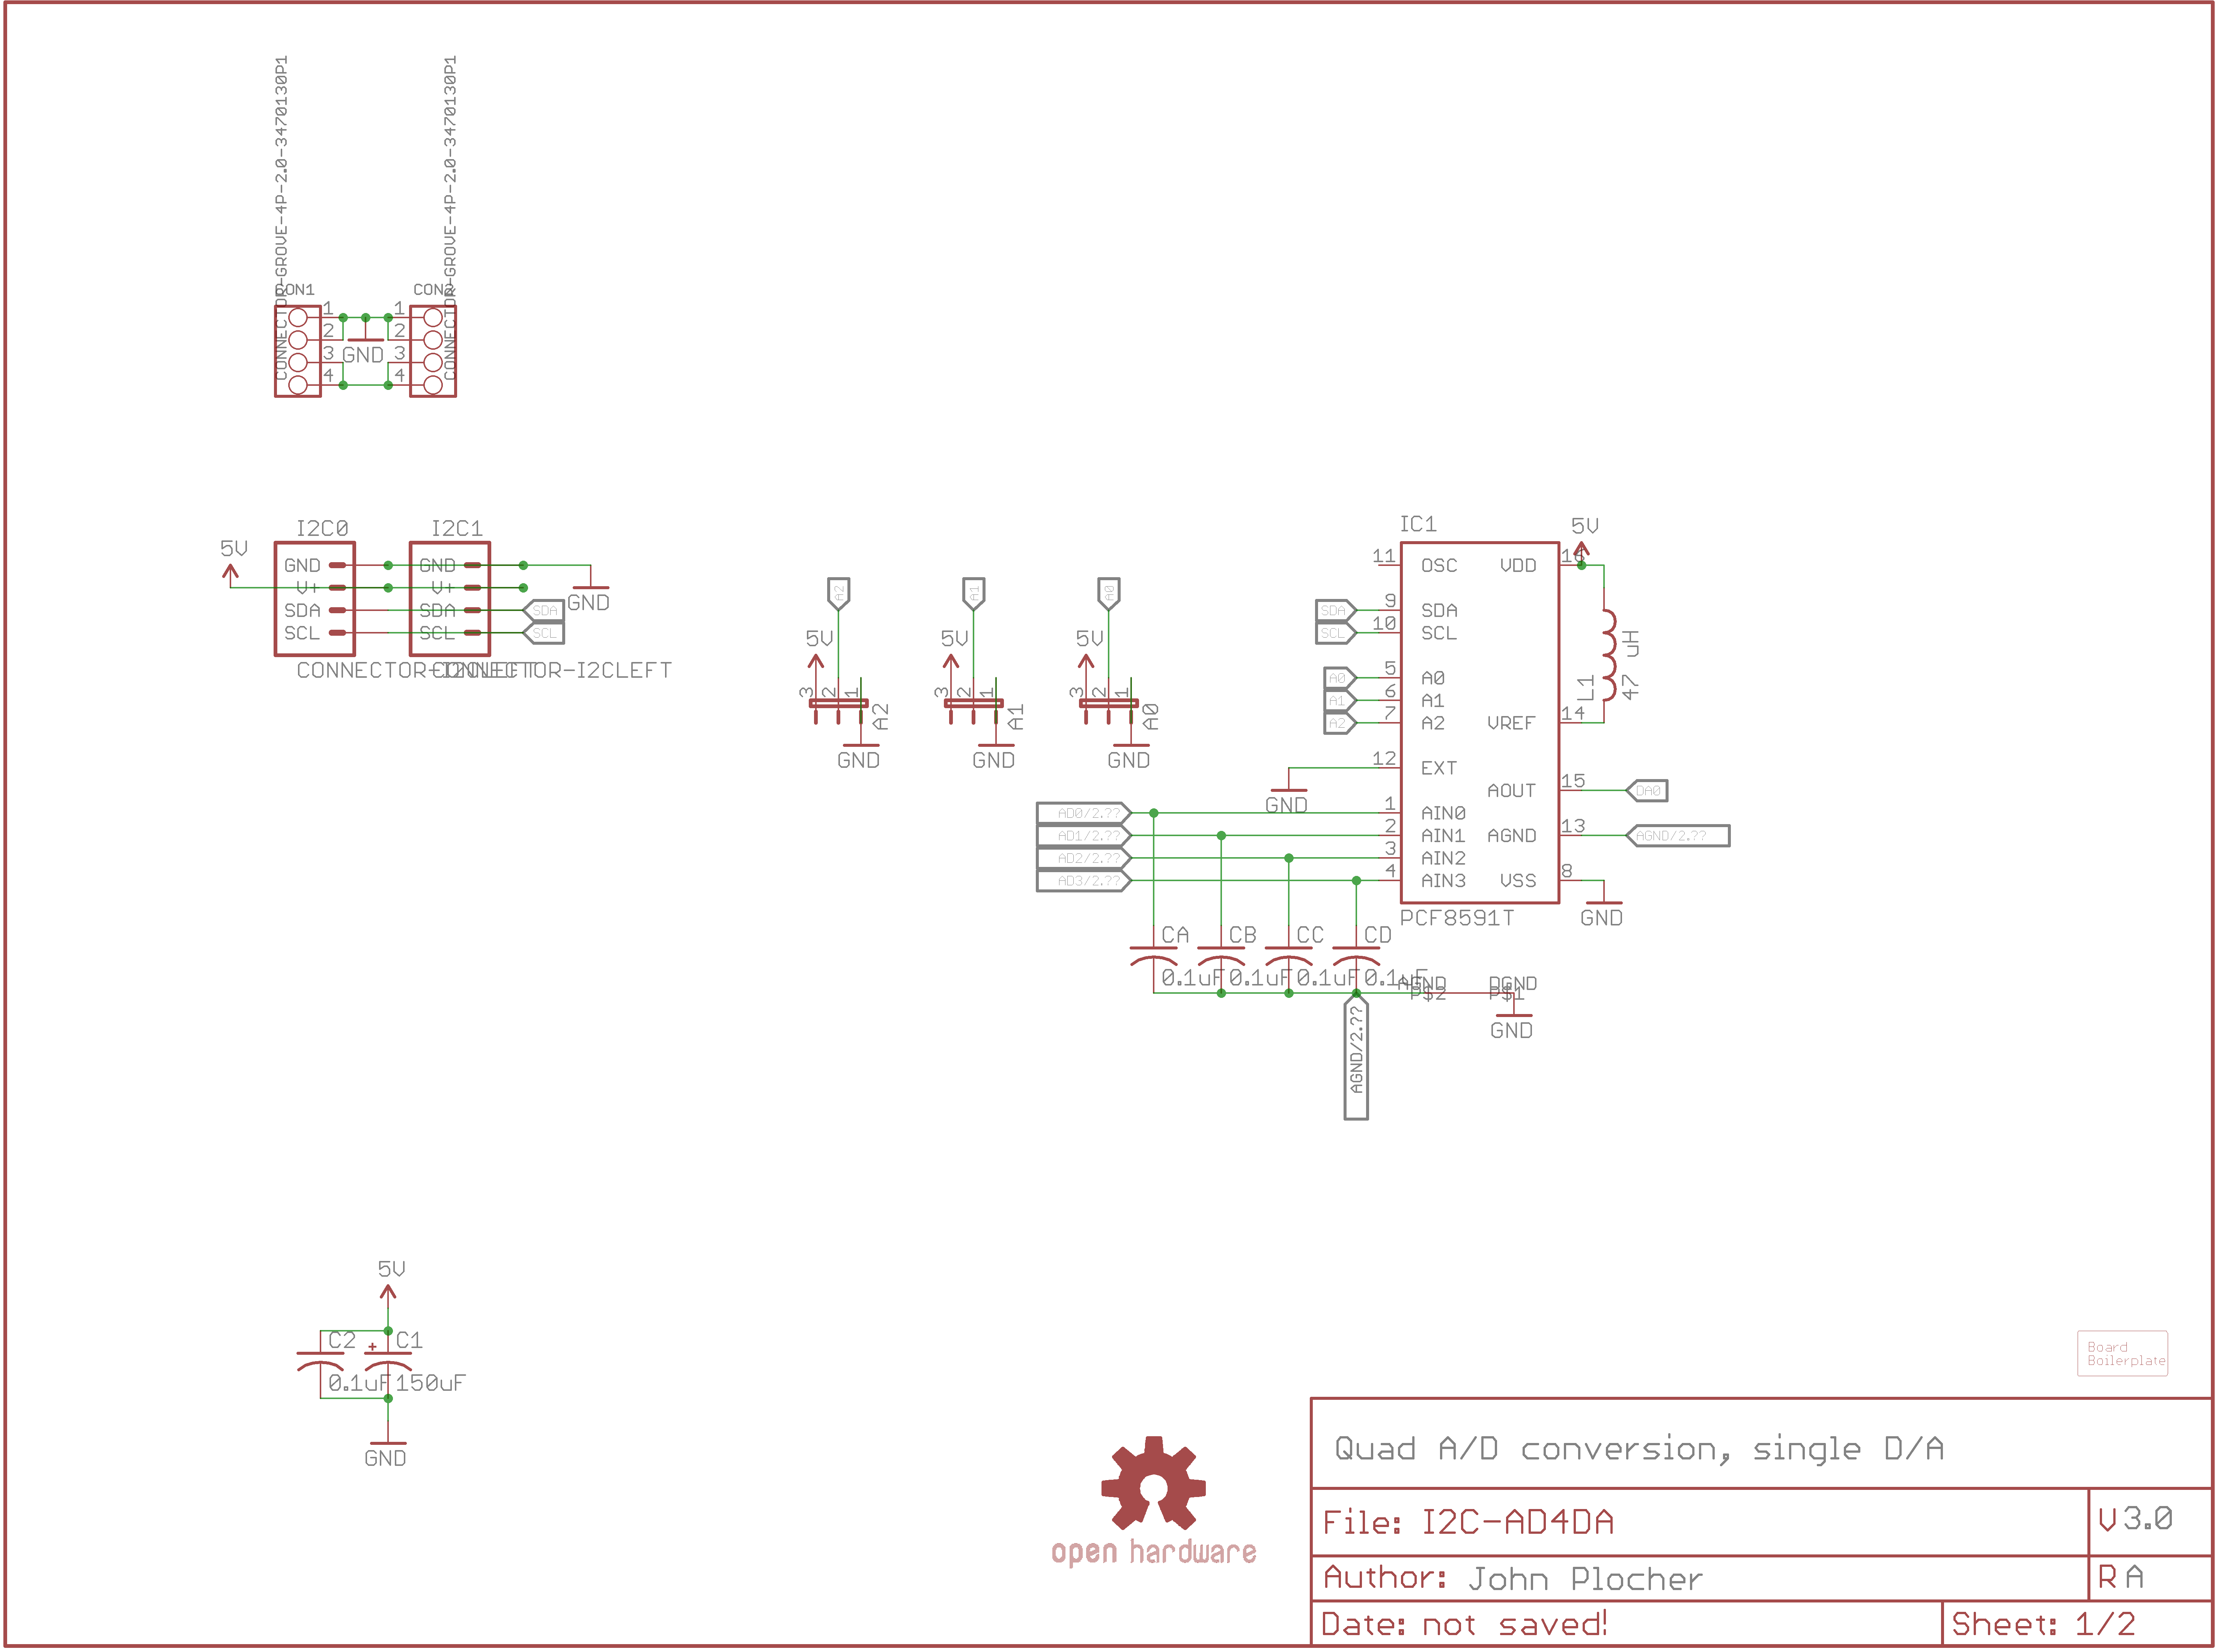 CONNECTOR-GROVE-4P-2.0-3470130P1
CONNECTOR-GROVE-4P-2.0-3470130P1
CON1
CON2
1
2
3
4
GND
1
2
3
4
5V
I2C0
GND
V+
SDA
SCL
CONNECTOR-I2CLEFT
I2C1
GND
V+
SDA
SCL
CONNECTOR-I2CLEFT
SDA
SCL
GND
A2
5V
3
2
1
A2
GND
A1
5V
3
2
1
A1
GND
A0
5V
3
2
1
A0
GND
IC1
11
OSC
9
SDA
SDA
10
SCL
SCL
5
A0
A0
6
A1
A1
7
A2
A2
12
EXT
GND
1
AIN0
2
AIN1
3
AIN2
4
AIN3
AD0/2.??
AD1/2.??
AD2/2.??
AD3/2.??
VDD
16
5V
L1
47
uH
VREF
14
AOUT
15
DA0
AGND
13
AGND/2.??
VSS
8
GND
PCF8591T
CA
0.1uF
CB
0.1uF
CC
0.1uF
CD
0.1uF
AGND
PS2
DGND
PS1
GND
AGND/2.??
5V
C2
0.1uF
+
C1
150uF
GND
Board
Boilerplate
open hardware
Quad A/D conversion, single D/A
File: I2C-AD4DA
V 3.0
Author: John Plocher
R A
Date: not saved!
Sheet: 1/2